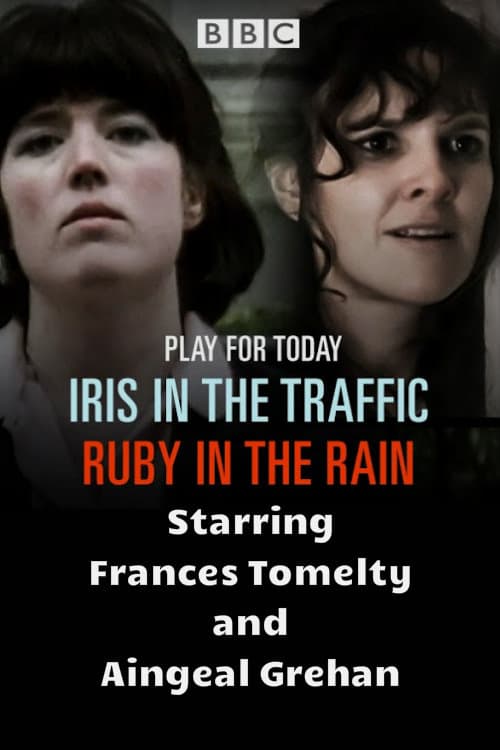 BBC
PLAY FOR TODAY
IRIS IN THE TRAFFIC
RUBY IN THE RAIN
Starring
Frances Tomelty
and
Aingeal Grehan